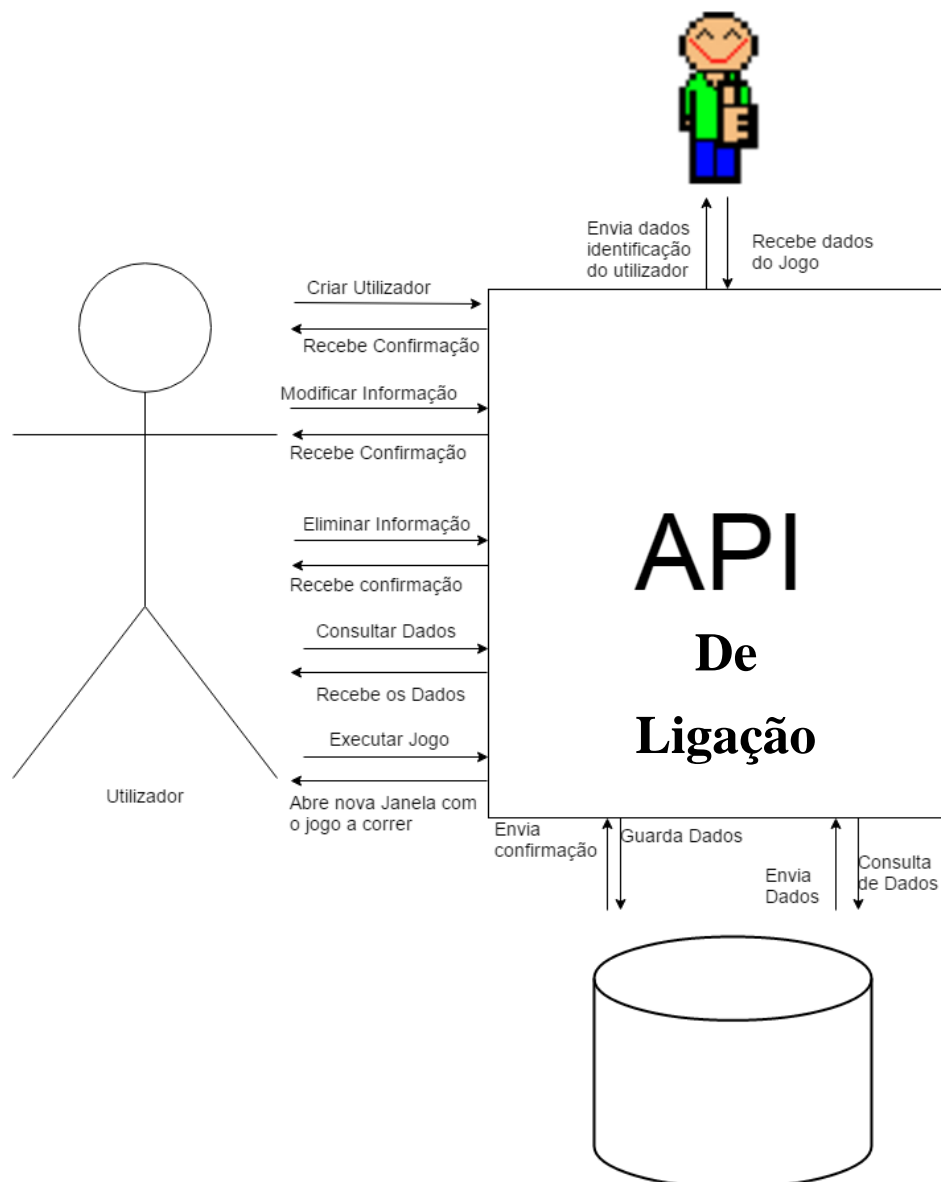 Envia dados
identificação
do utilizador
Recebe dados
do Jogo
Criar Utilizador
Recebe Confirmação
Modificar Informação
Recebe Confirmação
Eliminar Informação
Recebe confirmação
Consultar Dados
Recebe os Dados
Executar Jogo
Abre nova Janela com
o jogo a correr
Utilizador
API
De
Ligação
Envia
confirmação
Guarda Dados
Envia
Dados
Consulta
de Dados